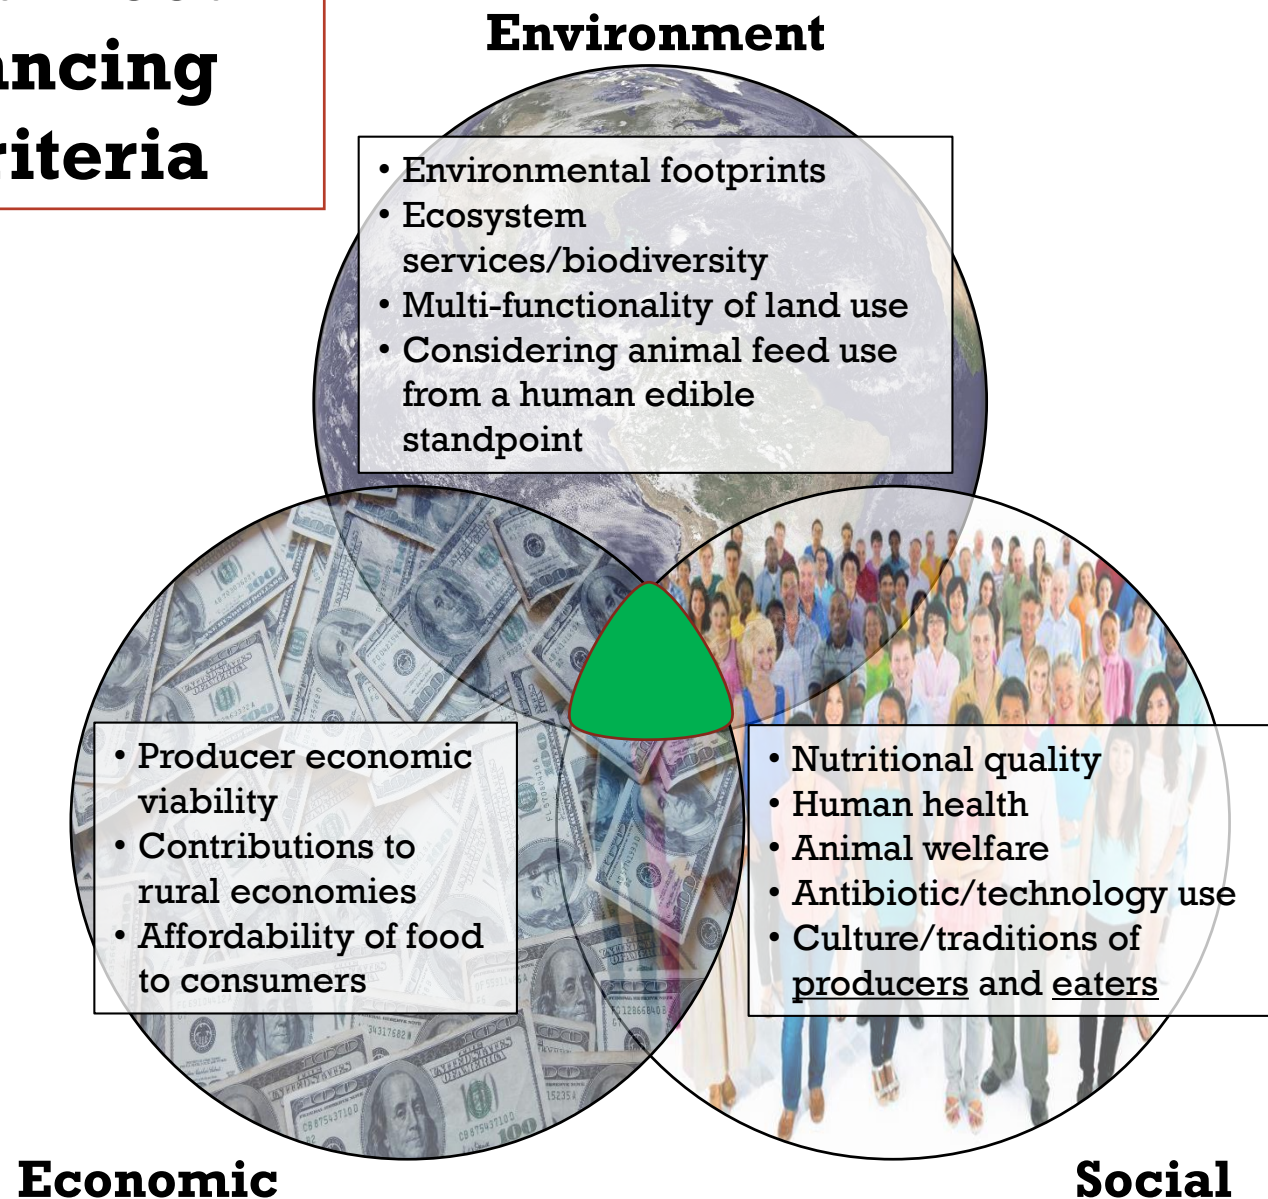 ancing
riteria
Environment
• Environmental footprints
• Ecosystem
services/biodiversity
• Multi-functionality of land use
• Considering animal feed use
from a human edible
standpoint
• Producer economic
viability
• Contributions to
rural economies
• Affordability of food
to consumers
• Nutritional quality
• Human health
• Animal welfare
• Antibiotic/technology use
• Culture/traditions of
producers and eaters
Economic
Social